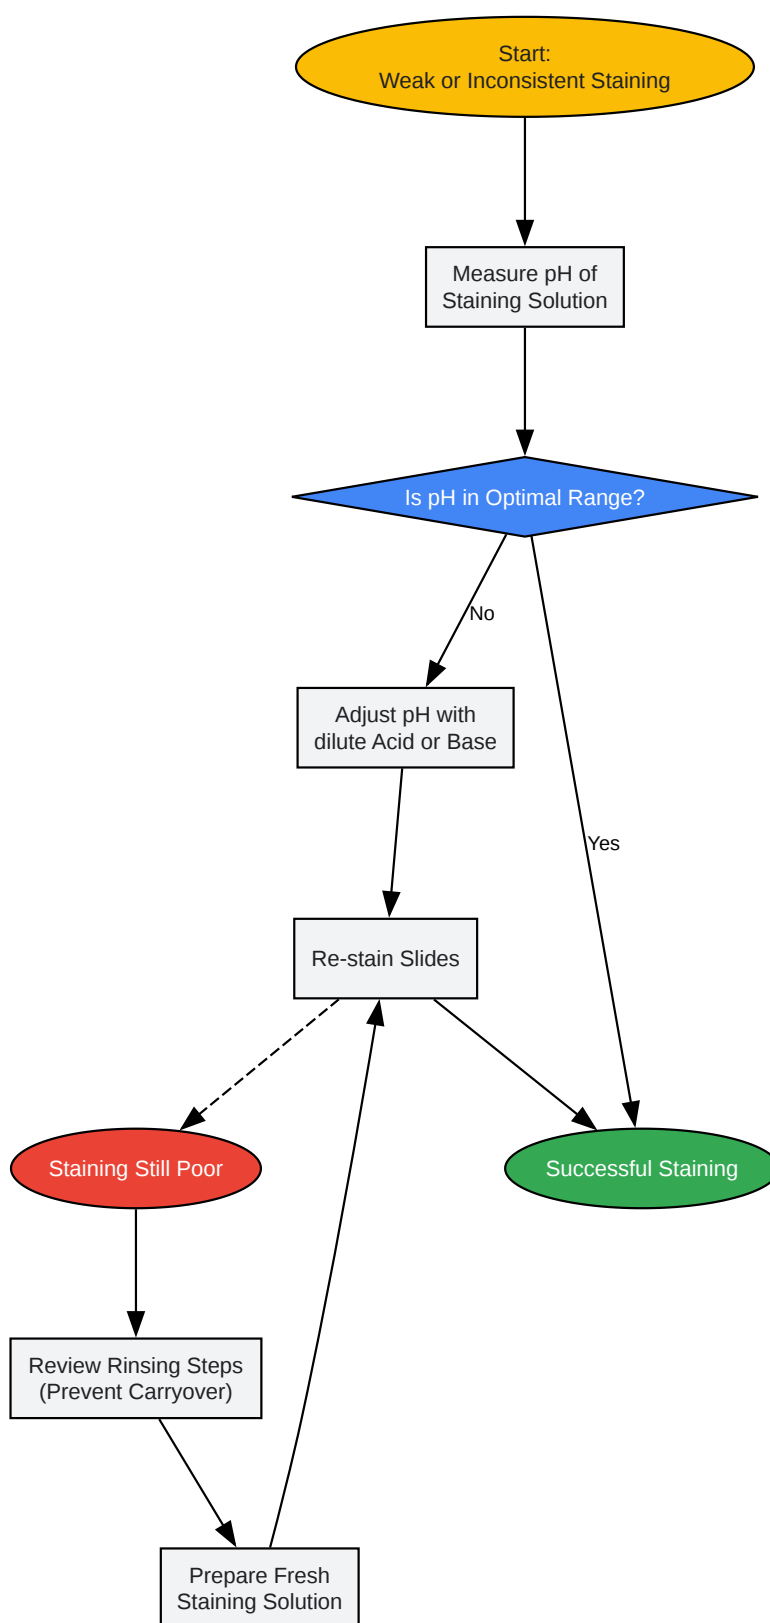 Start:
Weak or Inconsistent Staining
Measure pH of
Staining Solution
Is pH in Optimal Range?
No
Adjust pH with
dilute Acid or Base
Yes
Re-stain Slides
Staining Still Poor
Successful Staining
Review Rinsing Steps
(Prevent Carryover)
Prepare Fresh
Staining Solution